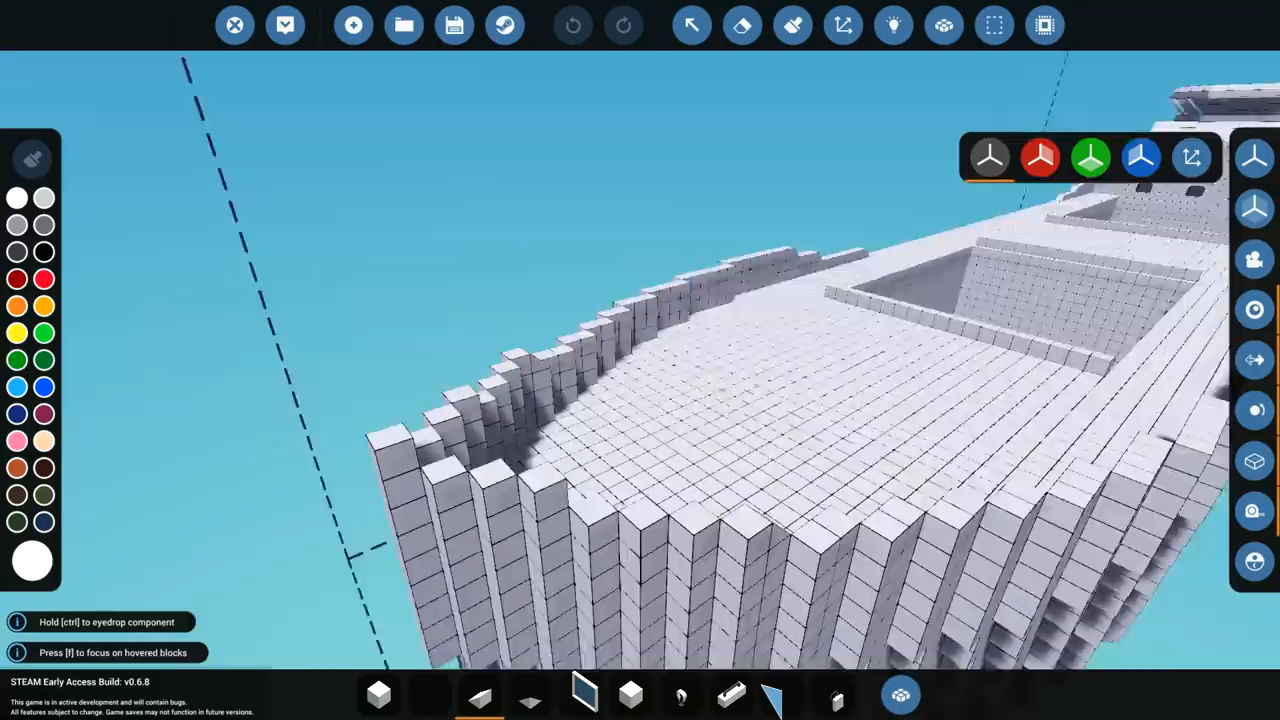 Hold [ctrl] to eyedrop component
Press [f] to focus on hovered blocks
STEAM Early Access Build: v0.6.8
This game is in active development and will contain bugs.
All features subject to change. Game saves may not function in future versions.